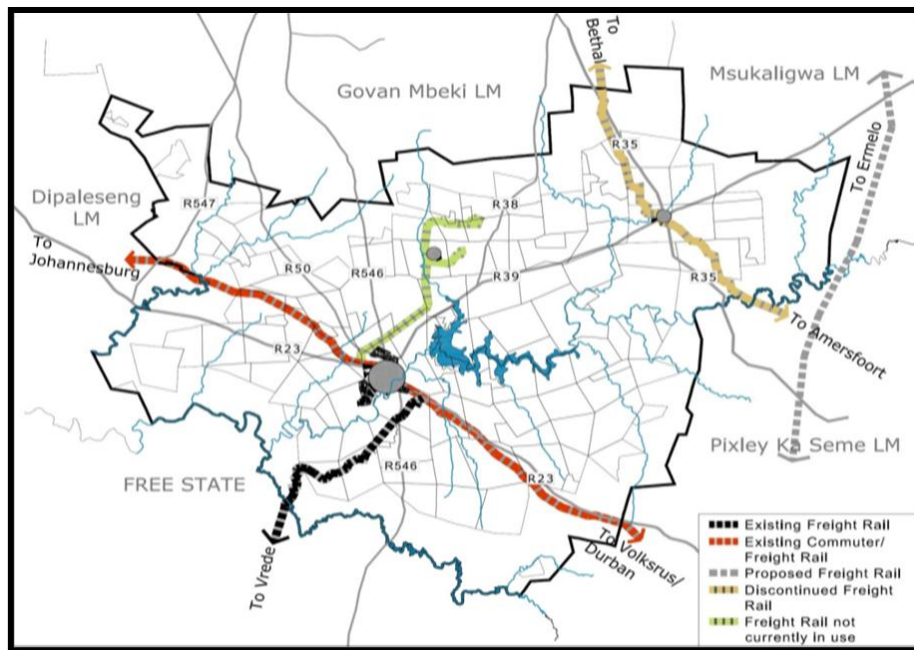 To
Bethal
Msukaligwa LM
Govan Mbeki LM
To Ermelo
R35
Dipaleseng
LM
R547
R38
To
Johannesburg
R50
R546
R39
R35
To Amersfoort
R23
Pixley Ka Seme LM
R546
R23
FREE STATE
To Vrede
To Volksrus/
Durban
Existing Freight Rail
Existing Commuter/
Freight Rail
Proposed Freight Rail
Discontinued Freight
Rail
Freight Rail not
currently in use